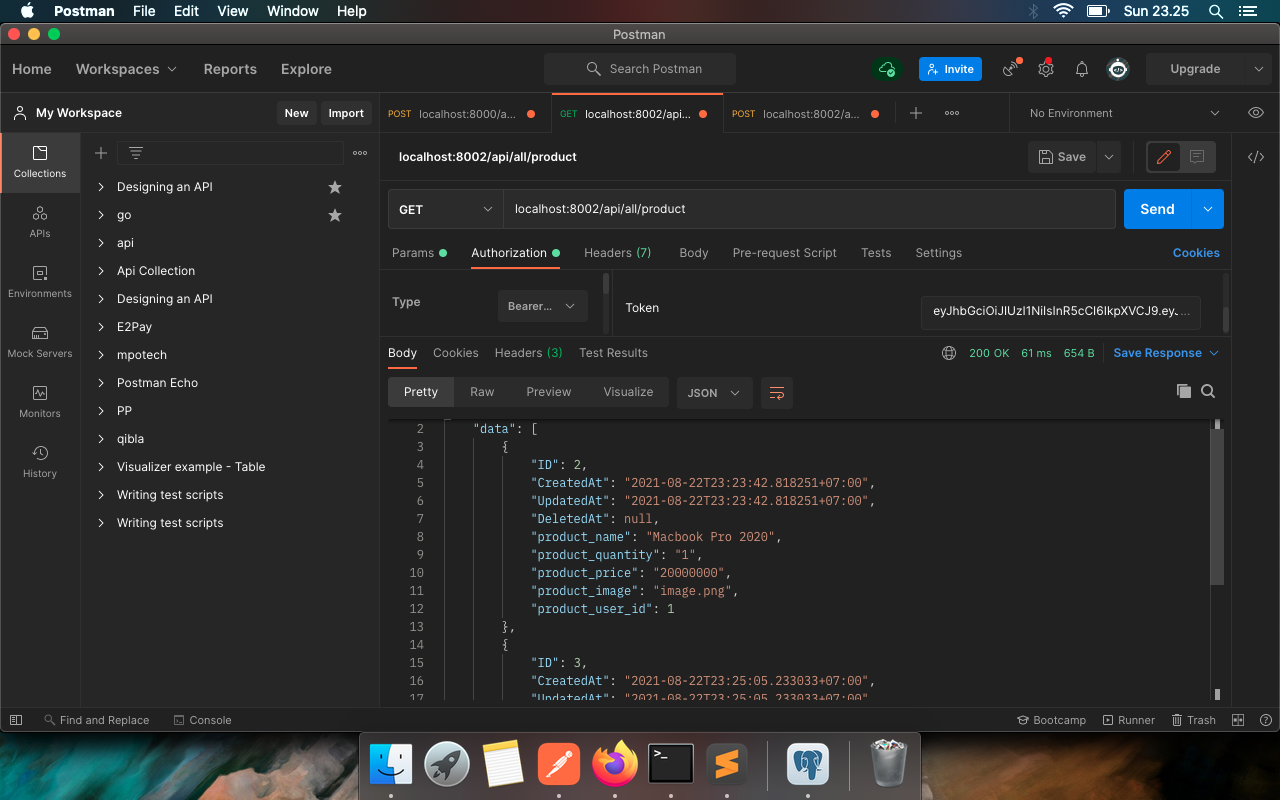 Postman File Edit View Window Help Sun 23.25
Postman
Home Workspaces Reports Explore Search Postman Invite Upgrade
My Workspace New Import
POST localhost:8000/a... GET localhost:8002/api... POST localhost:8002/a... No Environment
localhost:8002/api/all/product Save
GET localhost:8002/api/all/product Send
Params Authorization Headers (7) Body Pre-request Script Tests Settings Cookies
Type Bearer... Token eyJhbGciOiJIUzI1NiIsInR5cCI6IkpXVCJ9.ey...
Body Cookies Headers (3) Test Results 200 OK 61 ms 654 B Save Response
Pretty Raw Preview Visualize JSON
Collections
APIs
Environments
Mock Servers
Monitors
History
Designing an API
go
api
Api Collection
Designing an API
E2Pay
mpotech
Postman Echo
PP
qibla
Visualizer example - Table
Writing test scripts
Writing test scripts
2 "data": [
3 {
4 "ID": 2,
5 "CreatedAt": "2021-08-22T23:23:42.818251+07:00",
6 "UpdatedAt": "2021-08-22T23:23:42.818251+07:00",
7 "DeletedAt": null,
8 "product_name": "Macbook Pro 2020",
9 "product_quantity": "1",
10 "product_price": "20000000",
11 "product_image": "image.png",
12 "product_user_id": 1
13 },
14 {
15 "ID": 3,
16 "CreatedAt": "2021-08-22T23:25:05.233033+07:00",
17 "UpdatedAt": "2021-08-22T23:25:05.233033+07:00"
Find and Replace Console Bootcamp Runner Trash